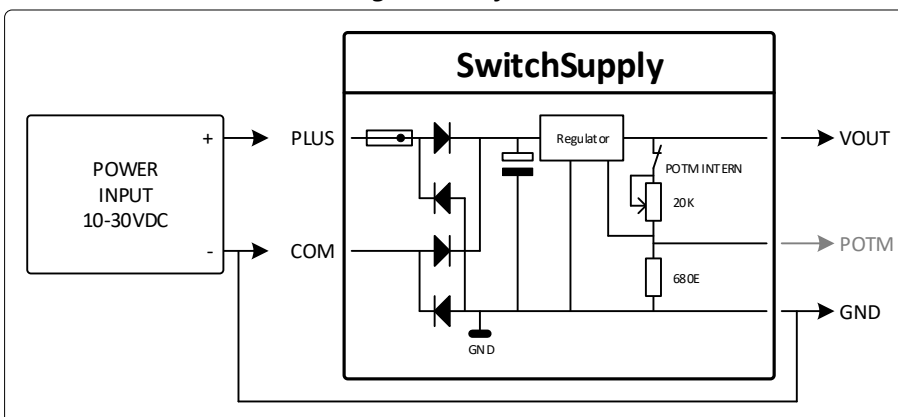 SwitchSupply
+
PLUS
Regulator
VOUT
POWER
INPUT
10-30VDC
POTM INTERN
20K
-
COM
POTM
680E
GND
GND